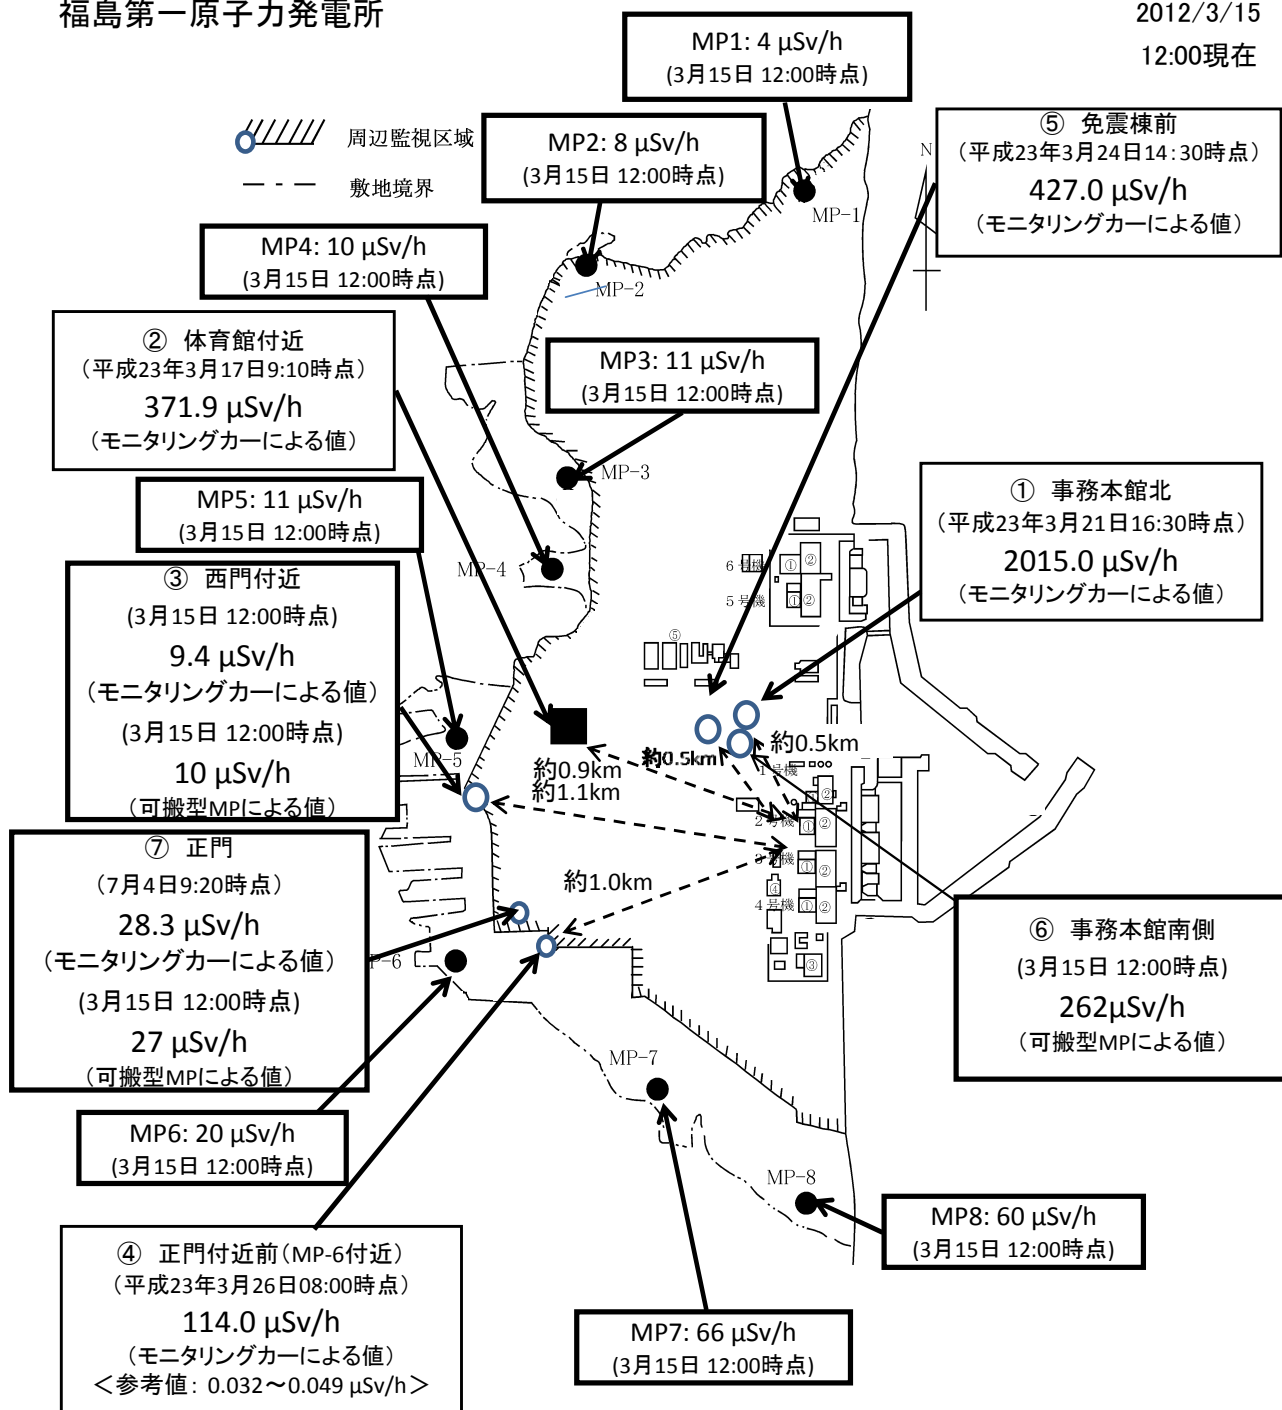 福島第一原子力発電所
2012/3/15
12:00現在
周辺監視区域
敷地境界
MP1: 4 μSv/h
(3月15日 12:00時点)
MP2: 8 μSv/h
(3月15日 12:00時点)
⑤ 免震棟前
(平成23年3月24日14:30時点)
427.0 μSv/h
(モニタリングカーによる値)
N
MP-1
MP4: 10 μSv/h
(3月15日 12:00時点)
MP-2
② 体育館付近
(平成23年3月17日9:10時点)
371.9 μSv/h
(モニタリングカーによる値)
MP3: 11 μSv/h
(3月15日 12:00時点)
MP-3
MP5: 11 μSv/h
(3月15日 12:00時点)
① 事務本館北
(平成23年3月21日16:30時点)
2015.0 μSv/h
(モニタリングカーによる値)
MP-4
6号機
① ②
5号機
① ②
⑤
③ 西門付近
(3月15日 12:00時点)
9.4 μSv/h
(モニタリングカーによる値)
(3月15日 12:00時点)
10 μSv/h
(可搬型MPによる値)
MP-5
約0.9km
約1.1km
約0.5km
約0.5km
1号機
②
2号機
① ②
3号機
① ②
④
4号機
① ②
③
約1.0km
⑦ 正門
(7月4日9:20時点)
28.3 μSv/h
(モニタリングカーによる値)
(3月15日 12:00時点)
27 μSv/h
(可搬型MPによる値)
P-6
⑥ 事務本館南側
(3月15日 12:00時点)
262μSv/h
(可搬型MPによる値)
MP-7
MP6: 20 μSv/h
(3月15日 12:00時点)
MP-8
MP8: 60 μSv/h
(3月15日 12:00時点)
④ 正門付近前(MP-6付近)
(平成23年3月26日08:00時点)
114.0 μSv/h
(モニタリングカーによる値)
<参考値: 0.032~0.049 μSv/h>
MP7: 66 μSv/h
(3月15日 12:00時点)